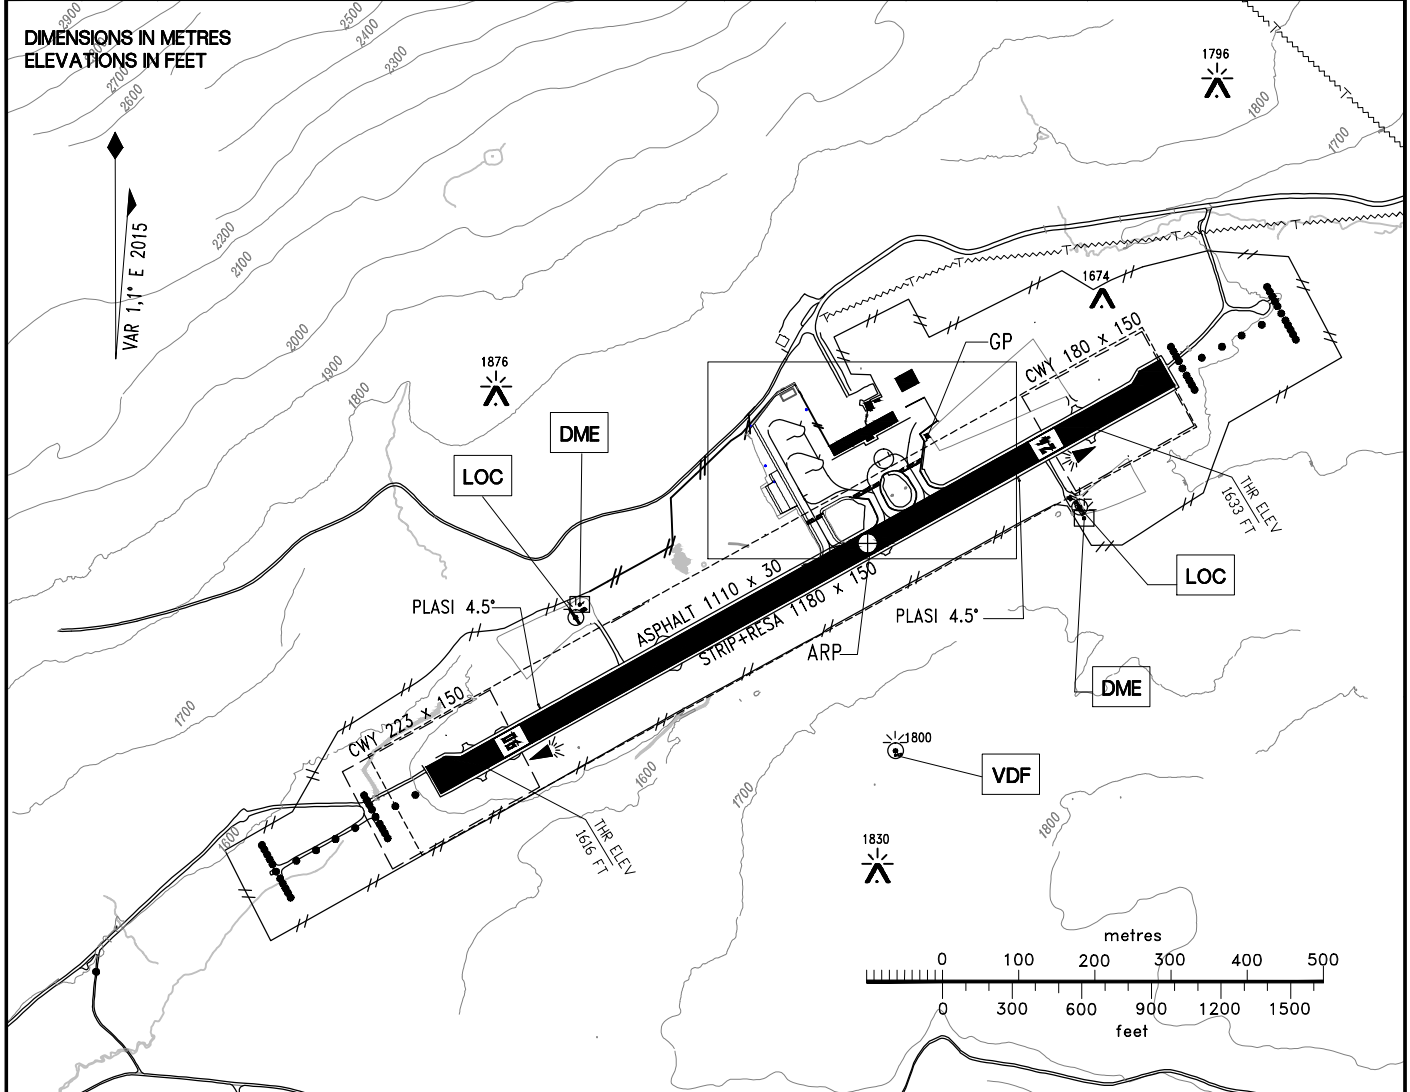 DIMENSIONS IN METRES
ELEVATIONS IN FEET
2900
2800
2700
2600
2500
2400
2300
2200
2100
2000
1900
1800
1796
1800
1700
VAR 1,1° E 2015
1674
1876
GP
CWY 180 x 150
DME
LOC
24
THR ELEV
1633 FT
LOC
PLASI 4.5°
ASPHALT 1110 x 30
STRIP+RESA 1180 x 150
PLASI 4.5°
ARP
DME
1700
CWY 223 x 150
06
1800
VDF
1600
1700
1800
1600
THR ELEV
1616 FT
1830
metres
0 100 200 300 400 500
0 300 600 900 1200 1500
feet